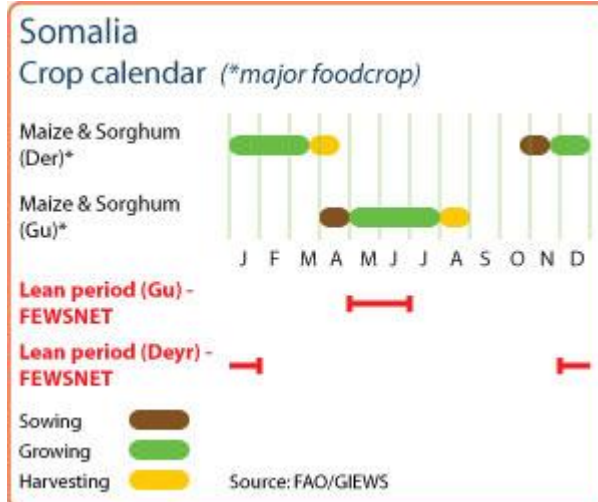 Somalia
Crop calendar (*major foodcrop)
Maize & Sorghum
(Der)*
Maize & Sorghum
(Gu)*
J F M A M J J A S O N D
Lean period (Gu) -
FEWSNET
Lean period (Deyr) -
FEWSNET
Sowing
Growing
Harvesting
Source: FAO/GIEWS